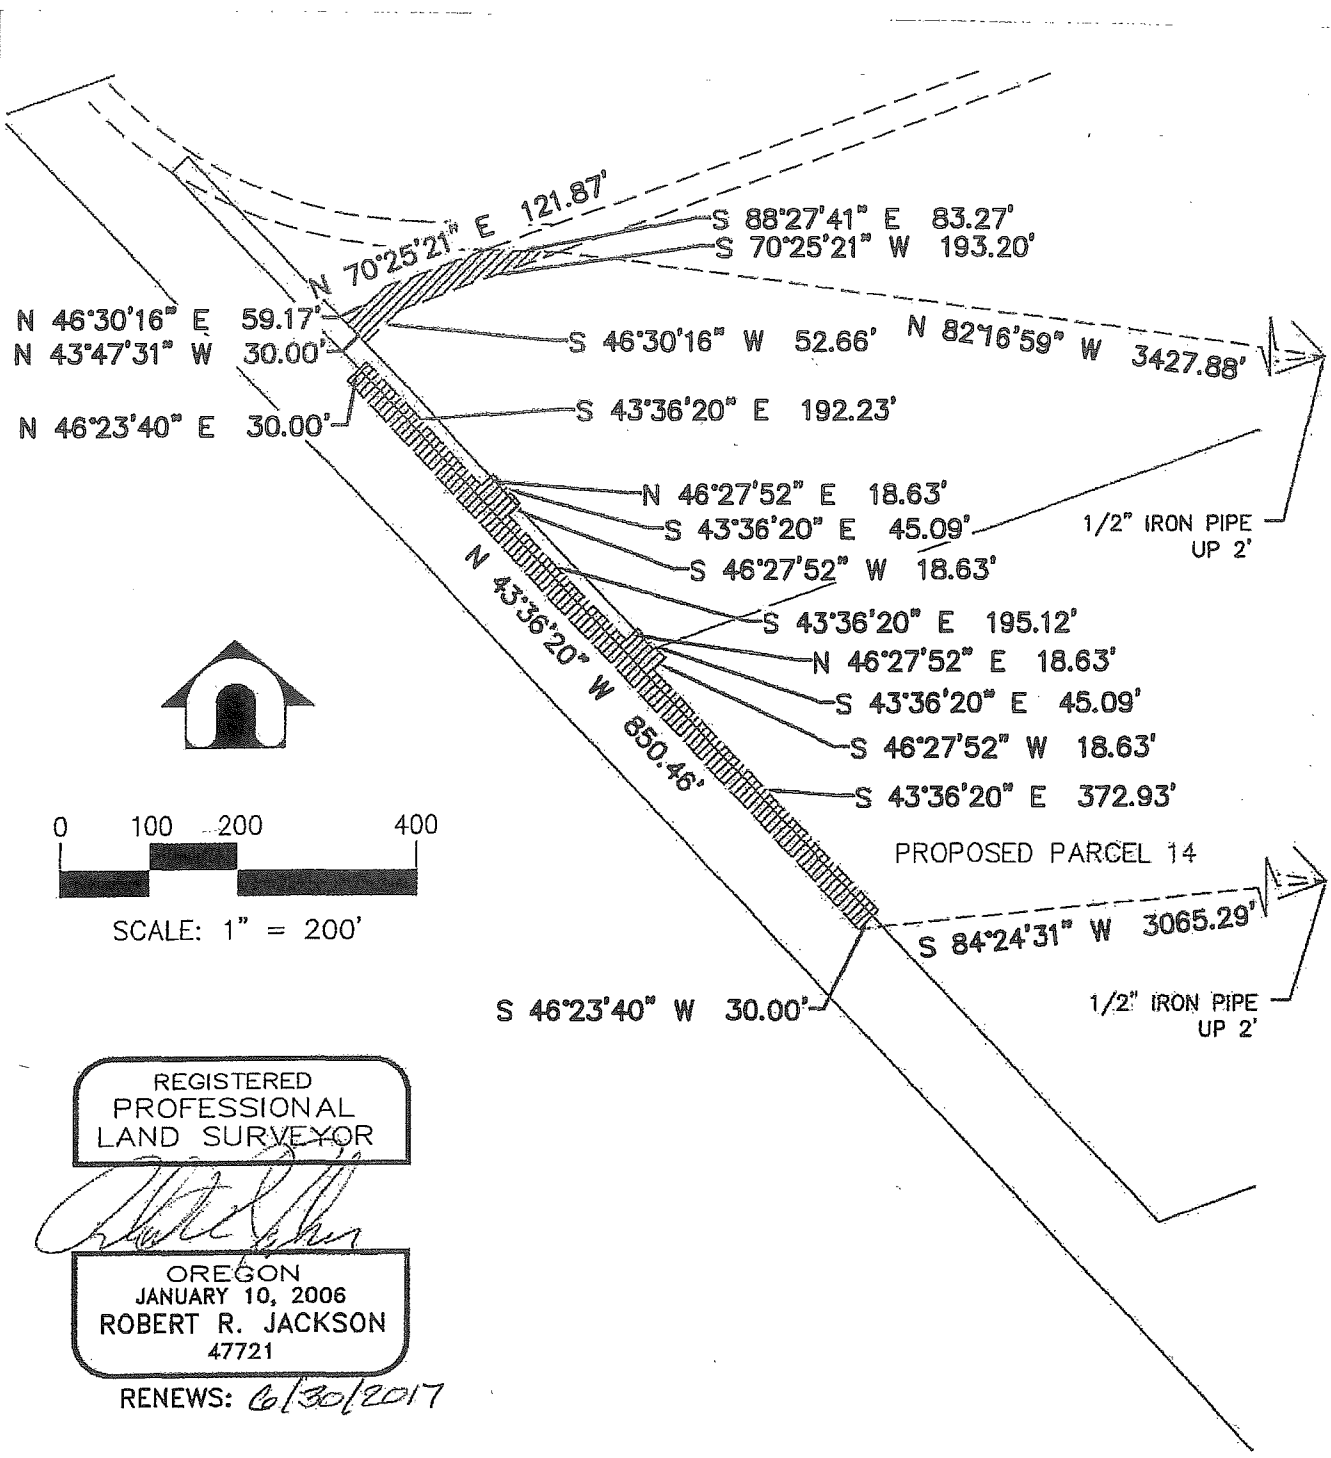 N 70°25'21" E 121.87'
S 88°27'41" E 83.27'
S 70°25'21" W 193.20'
N 46°30'16" E 59.17'
N 43°47'31" W 30.00'
S 46°30'16" W 52.66'
N 82°16'59" W 3427.88'
N 46°23'40" E 30.00'
S 43°36'20" E 192.23'
N 46°27'52" E 18.63'
S 43°36'20" E 45.09'
1/2" IRON PIPE
UP 2'
S 46°27'52" W 18.63'
N 43°36'20" W 850.46'
S 43°36'20" E 195.12'
N 46°27'52" E 18.63'
S 43°36'20" E 45.09'
S 46°27'52" W 18.63'
S 43°36'20" E 372.93'
0 100 200 400
SCALE: 1" = 200'
PROPOSED PARCEL 14
S 84°24'31" W 3065.29'
S 46°23'40" W 30.00'
1/2" IRON PIPE
UP 2'
REGISTERED
PROFESSIONAL
LAND SURVEYOR
OREGON
JANUARY 10, 2006
ROBERT R. JACKSON
47721
RENEWS: 6/30/2017